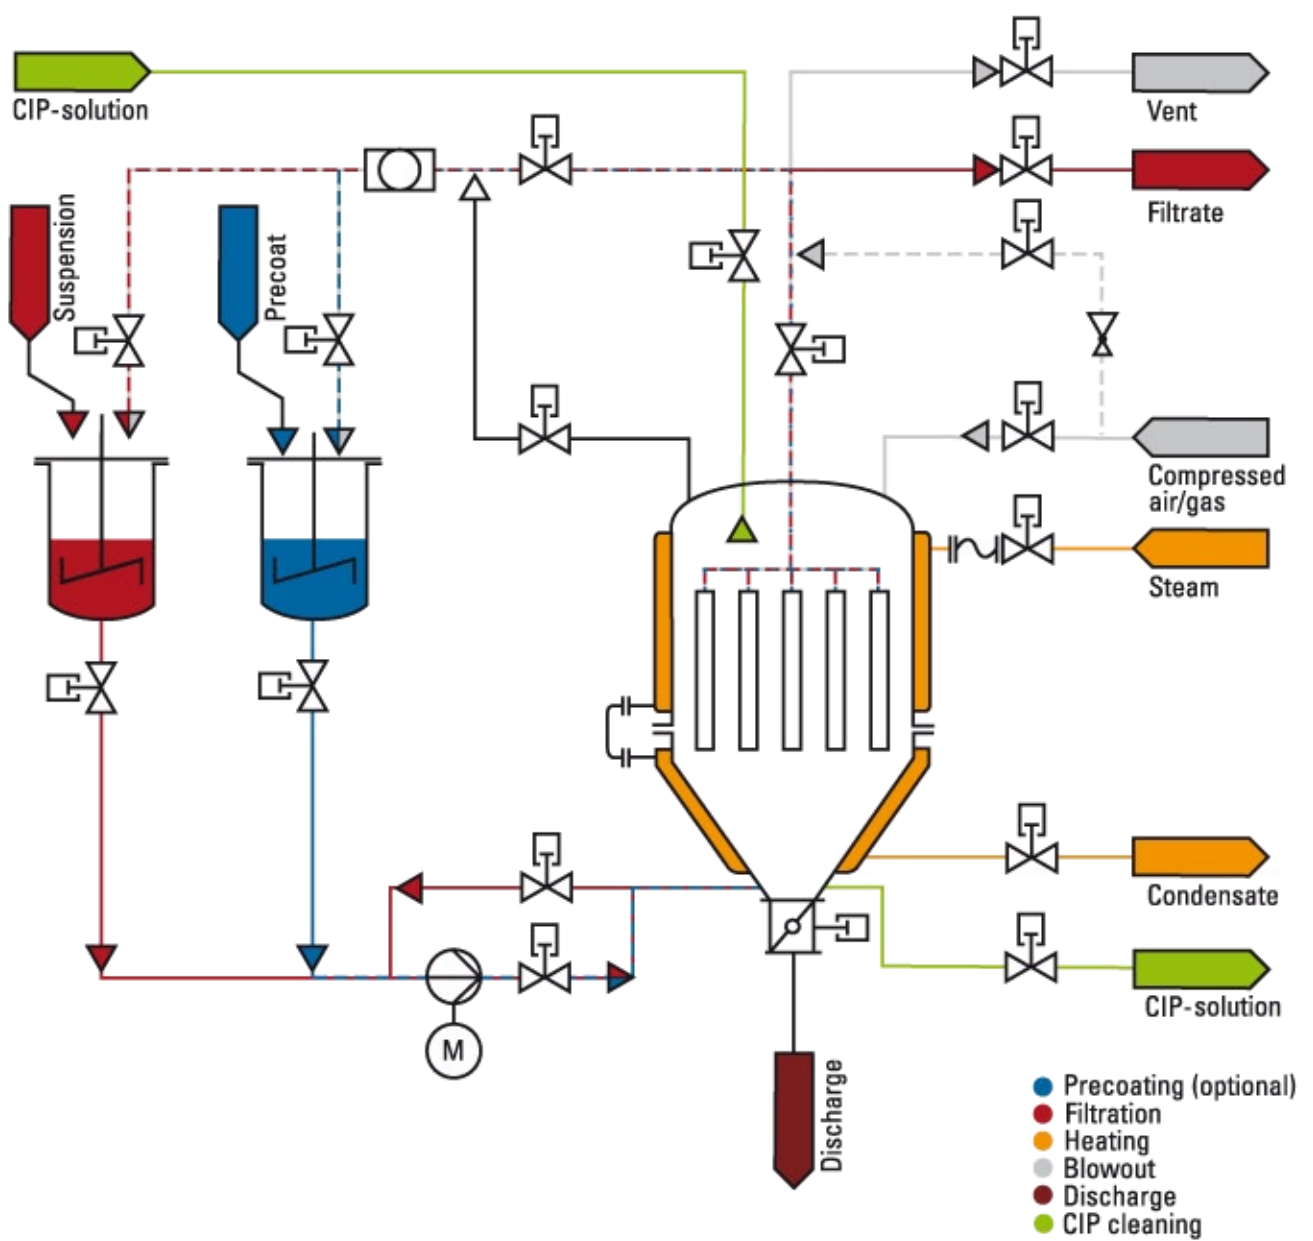 CIP-solution
Vent
Filtrate
Suspension
Precoat
Compressed
air/gas
Steam
Condensate
CIP-solution
M
Discharge
Precoating (optional)
Filtration
Heating
Blowout
Discharge
CIP cleaning